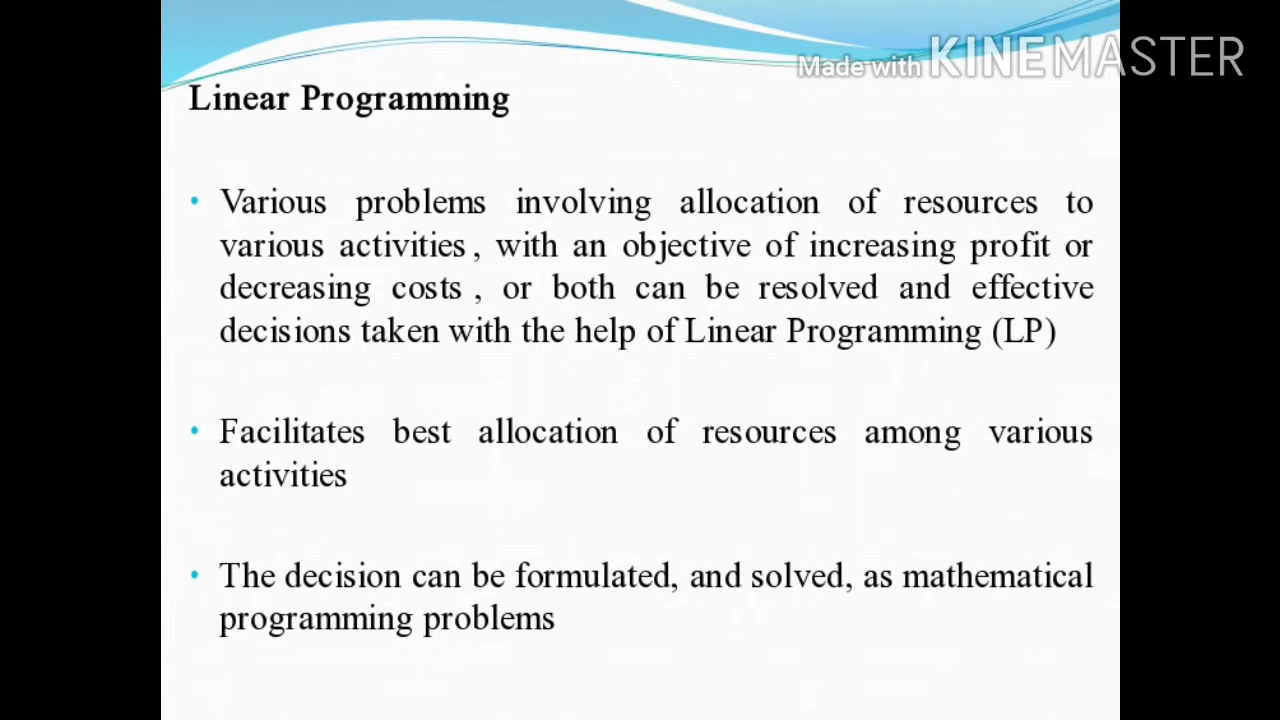 Made with KINEMASTER
Linear Programming
• Various problems involving allocation of resources to
various activities , with an objective of increasing profit or
decreasing costs , or both can be resolved and effective
decisions taken with the help of Linear Programming (LP)
• Facilitates best allocation of resources among various
activities
• The decision can be formulated, and solved, as mathematical
programming problems